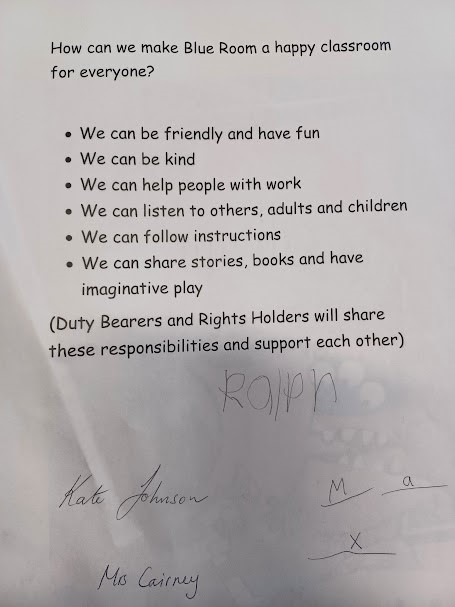 How can we make Blue Room a happy classroom
for everyone?
• We can be friendly and have fun
• We can be kind
• We can help people with work
• We can listen to others, adults and children
• We can follow instructions
• We can share stories, books and have
imaginative play
(Duty Bearers and Rights Holders will share
these responsibilities and support each other)
Ralph
Kate Johnson
M a
x
Mrs Cairney